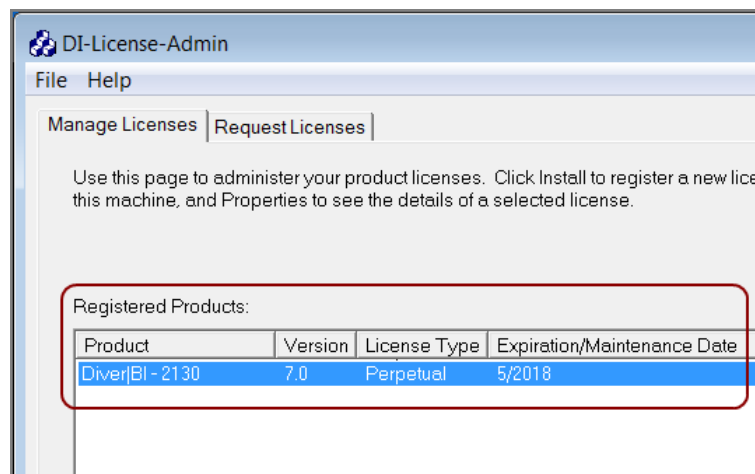 DI-License-Admin
File Help
Manage Licenses Request Licenses
Use this page to administer your product licenses. Click Install to register a new lice
this machine, and Properties to see the details of a selected license.
Registered Products:
Product Version License Type Expiration/Maintenance Date
Diver|BI - 2130 7.0 Perpetual 5/2018